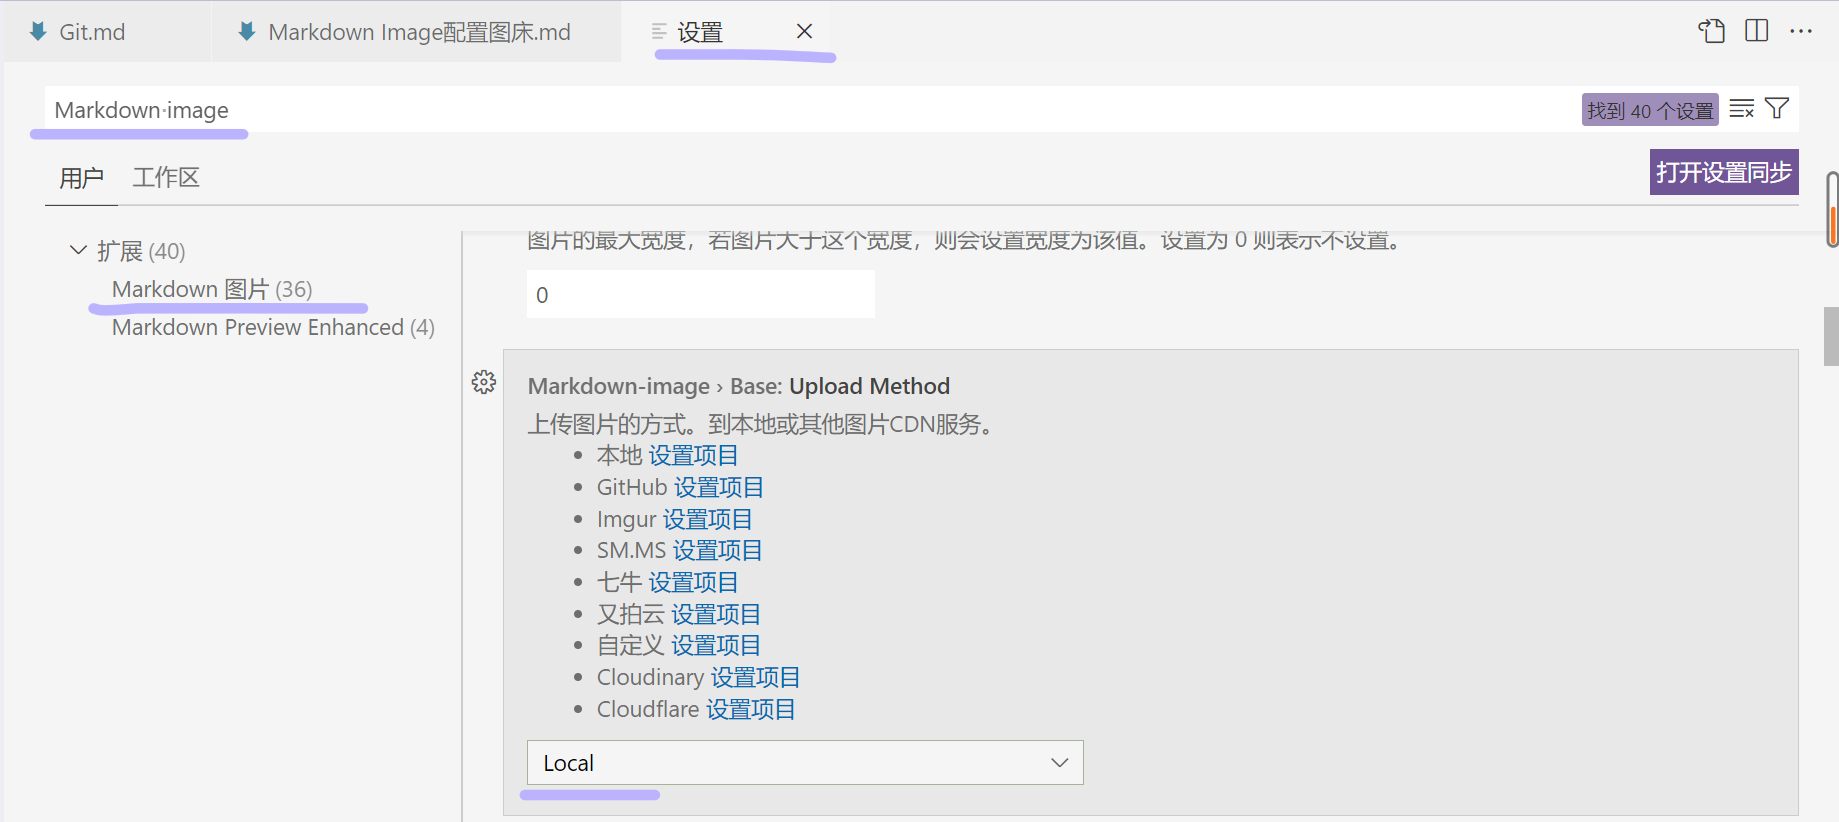 Git.md
Markdown Image配置图床.md
设置
Markdown·image
找到 40 个设置
用户
工作区
打开设置同步
扩展 (40)
Markdown 图片 (36)
Markdown Preview Enhanced (4)
图片的最大宽度，若图片大于这个宽度，则会设置宽度为该值。设置为 0 则表示不设置。
0
Markdown-image › Base: Upload Method
上传图片的方式。到本地或其他图片CDN服务。
• 本地 设置项目
• GitHub 设置项目
• Imgur 设置项目
• SM.MS 设置项目
• 七牛 设置项目
• 又拍云 设置项目
• 自定义 设置项目
• Cloudinary 设置项目
• Cloudflare 设置项目
Local